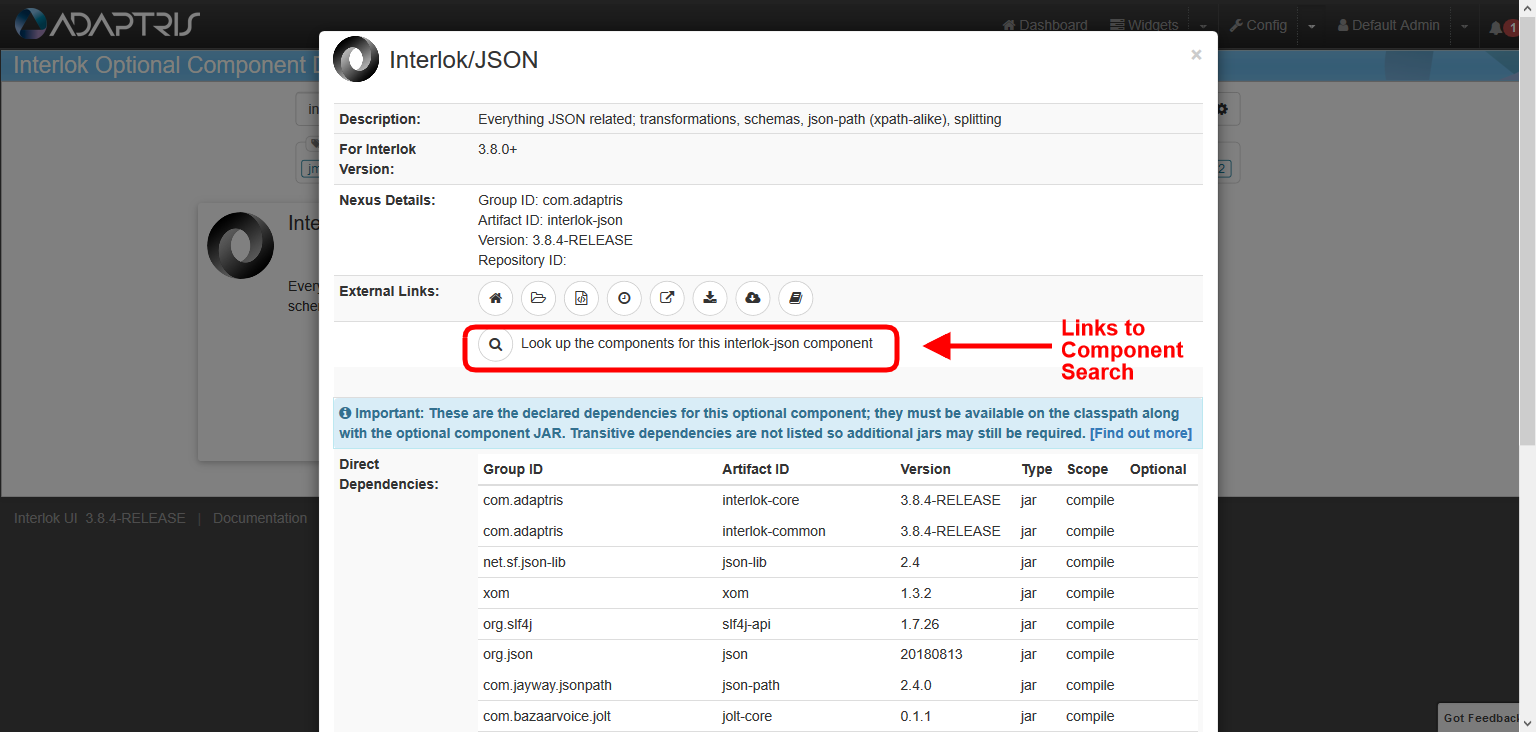 ADAPTRIS
Dashboard Widgets Config Default Admin 1
Interlok Optional Component D
in
jm
2
Inte
Every
sche
Interlok/JSON ×
Description: Everything JSON related; transformations, schemas, json-path (xpath-alike), splitting
For Interlok Version: 3.8.0+
Nexus Details: Group ID: com.adaptris
Artifact ID: interlok-json
Version: 3.8.4-RELEASE
Repository ID:
External Links:
Look up the components for this interlok-json component
Links to
Component
Search
Important: These are the declared dependencies for this optional component; they must be available on the classpath along
with the optional component JAR. Transitive dependencies are not listed so additional jars may still be required. [Find out more]
Direct Dependencies:
Group ID Artifact ID Version Type Scope Optional
com.adaptris interlok-core 3.8.4-RELEASE jar compile
com.adaptris interlok-common 3.8.4-RELEASE jar compile
net.sf.json-lib json-lib 2.4 jar compile
xom xom 1.3.2 jar compile
org.slf4j slf4j-api 1.7.26 jar compile
org.json json 20180813 jar compile
com.jayway.jsonpath json-path 2.4.0 jar compile
com.bazaarvoice.jolt jolt-core 0.1.1 jar compile
Interlok UI 3.8.4-RELEASE | Documentation
Got Feedback